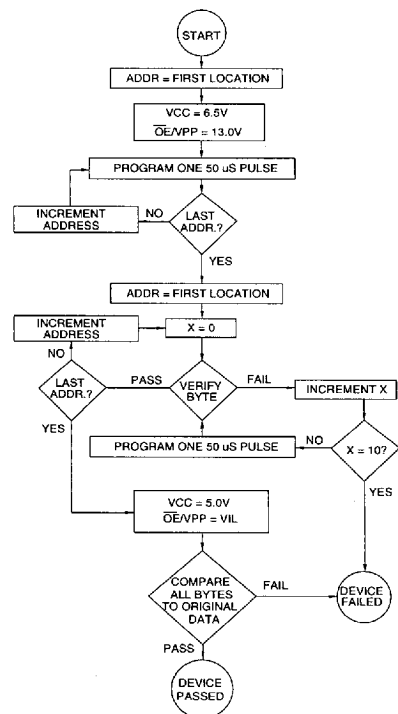 START
ADDR = FIRST LOCATION
VCC = 6.5V
OE/VPP = 13.0V
PROGRAM ONE 50 uS PULSE
INCREMENT
ADDRESS
NO
LAST
ADDR.?
YES
ADDR = FIRST LOCATION
INCREMENT
ADDRESS
X = 0
NO
LAST
ADDR.?
PASS
VERIFY
BYTE
FAIL
INCREMENT X
YES
PROGRAM ONE 50 uS PULSE
NO
X = 10?
YES
VCC = 5.0V
OE/VPP = VIL
COMPARE
ALL BYTES
TO ORIGINAL
DATA
FAIL
DEVICE
FAILED
PASS
DEVICE
PASSED